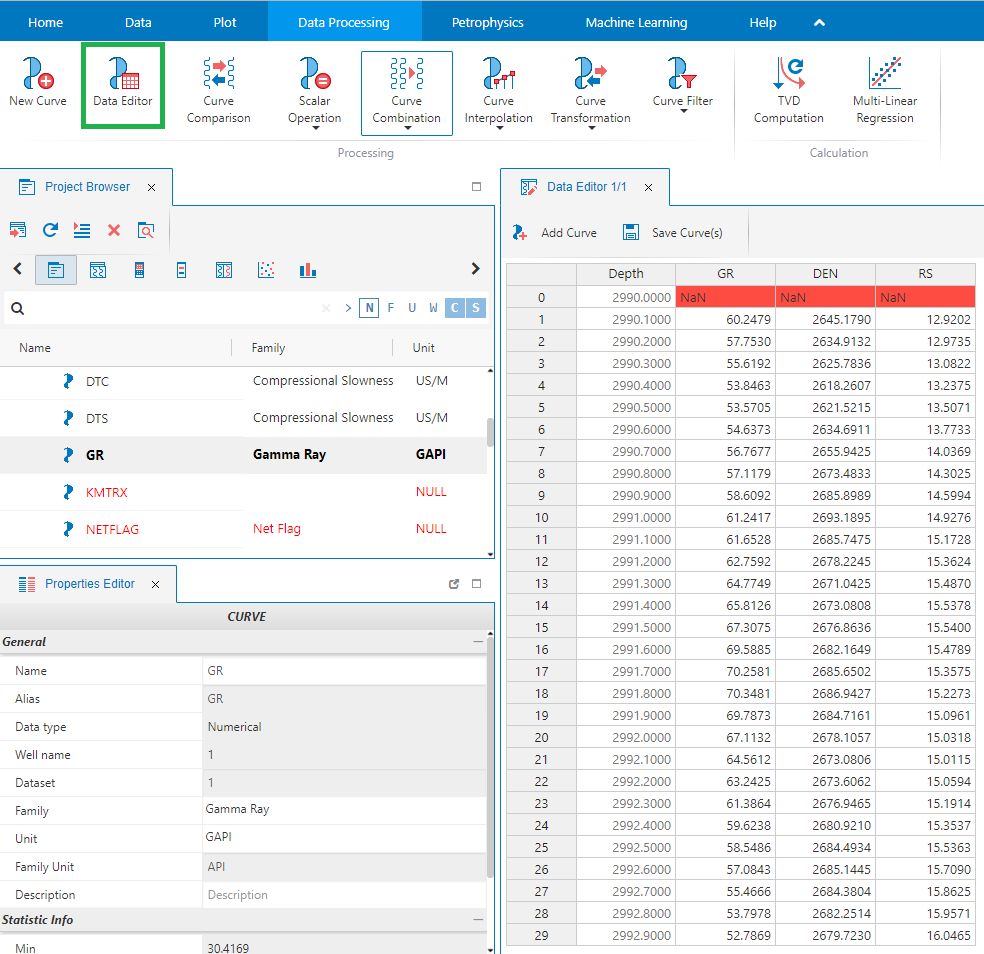 Home Data Plot Data Processing Petrophysics Machine Learning Help
New Curve
Data Editor
Curve
Comparison
Scalar
Operation
Curve
Combination
Curve
Interpolation
Curve
Transformation
Curve Filter
Processing
TVD
Computation
Multi-Linear
Regression
Calculation
Project Browser
N F U W C S
Name Family Unit
DTC Compressional Slowness US/M
DTS Compressional Slowness US/M
GR Gamma Ray GAPI
KMTRX NULL
NETFLAG Net Flag NULL
Properties Editor
CURVE
General
Name GR
Alias GR
Data type Numerical
Well name 1
Dataset 1
Family Gamma Ray
Unit GAPI
Family Unit API
Description Description
Statistic Info
Min 30.4169
Data Editor 1/1
Add Curve Save Curve(s)
Depth GR DEN RS
0 2990.0000 NaN NaN NaN
1 2990.1000 60.2479 2645.1790 12.9202
2 2990.2000 57.7530 2634.9132 12.9735
3 2990.3000 55.6192 2625.7836 13.0822
4 2990.4000 53.8463 2618.2607 13.2375
5 2990.5000 53.5705 2621.5215 13.5071
6 2990.6000 54.6373 2634.6911 13.7733
7 2990.7000 56.7677 2655.9425 14.0369
8 2990.8000 57.1179 2673.4833 14.3025
9 2990.9000 58.6092 2685.8989 14.5994
10 2991.0000 61.2417 2693.1895 14.9276
11 2991.1000 61.6528 2685.7475 15.1728
12 2991.2000 62.7592 2678.2245 15.3624
13 2991.3000 64.7749 2671.0425 15.4870
14 2991.4000 65.8126 2673.0808 15.5378
15 2991.5000 67.3075 2676.8636 15.5400
16 2991.6000 69.5885 2682.1649 15.4789
17 2991.7000 70.2581 2685.6502 15.3575
18 2991.8000 70.3481 2686.9427 15.2273
19 2991.9000 69.7873 2684.7161 15.0961
20 2992.0000 67.1132 2678.1057 15.0318
21 2992.1000 64.5612 2673.0806 15.0115
22 2992.2000 63.2425 2673.6062 15.0594
23 2992.3000 61.3864 2676.9465 15.1914
24 2992.4000 59.6238 2680.9210 15.3537
25 2992.5000 58.5486 2684.4934 15.5363
26 2992.6000 57.0843 2685.1445 15.7090
27 2992.7000 55.4666 2684.3804 15.8625
28 2992.8000 53.7978 2682.2514 15.9571
29 2992.9000 52.7869 2679.7230 16.0465